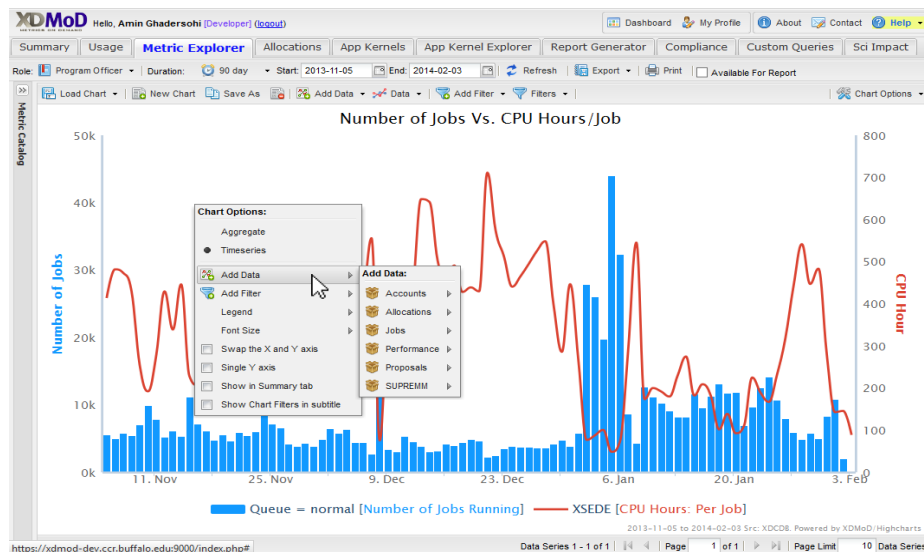 XDMoD Hello, Amin Ghadersohi [Developer] (logout) Dashboard My Profile About Contact Help
METRICS ON DEMAND
Summary Usage Metric Explorer Allocations App Kernels App Kernel Explorer Report Generator Compliance Custom Queries Sci Impact
Role: Program Officer Duration: 90 day Start: 2013-11-05 End: 2014-02-03 Refresh Export Print Available For Report
Load Chart New Chart Save As Add Data Data Add Filter Filters Chart Options
Metric Catalog
Number of Jobs Vs. CPU Hours/Job
Number of Jobs
50k
40k
30k
20k
10k
0k
Chart Options:
Aggregate
Timeseries
Add Data
Add Filter
Legend
Font Size
Swap the X and Y axis
Single Y axis
Show in Summary tab
Show Chart Filters in subtitle
Add Data:
Accounts
Allocations
Jobs
Performance
Proposals
SUPREMM
800
700
600
500
400
300
200
100
0
CPU Hour
11. Nov 25. Nov 9. Dec 23. Dec 6. Jan 20. Jan 3. Feb
Queue = normal [Number of Jobs Running] XSEDE [CPU Hours: Per Job]
2013-11-05 to 2014-02-03 Src: XDCDB. Powered by XDMoD/Highcharts
https://xdmod-dev.ccr.buffalo.edu:9000/index.php# Data Series 1 - 1 of 1 Page 1 of 1 Page Limit 10 Data Series